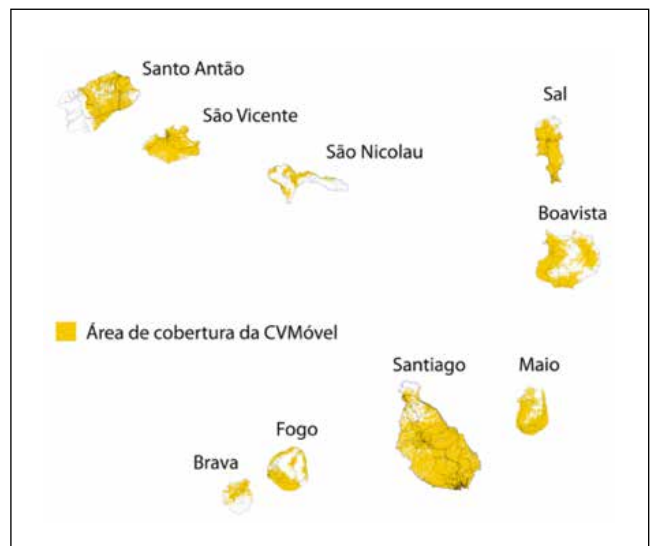 Santo Antão
São Vicente
Sal
São Nicolau
Boavista
Área de cobertura da CVMóvel
Santiago
Maio
Fogo
Brava